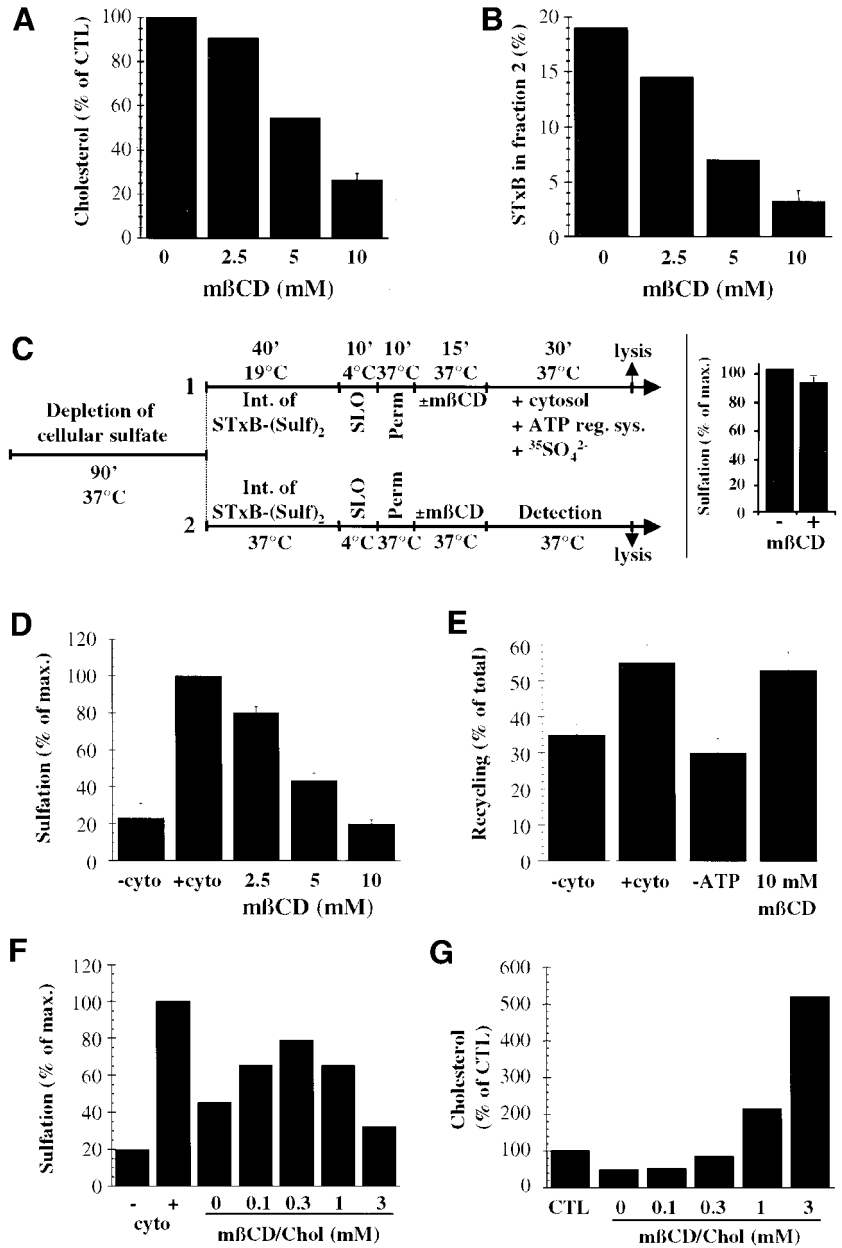 A
Cholesterol (% of CTL)
100
80
60
40
20
0
0 2.5 5 10
mßCD (mM)
B
STxB in fraction 2 (%)
20
15
10
5
0
0 2.5 5 10
mßCD (mM)
C
40’ 10’ 10’ 15’ 30’ lysis
1 19°C 4°C 37°C 37°C 37°C
Depletion of
cellular sulfate
90’
37°C
Int. of
STxB-(Sulf)₂
SLO
Perm
±mßCD
+ cytosol
+ ATP reg. sys.
+ ³⁵SO₄²⁻
Int. of
STxB-(Sulf)₂
SLO
Perm
±mßCD
Detection
2 37°C 4°C 37°C 37°C 37°C
lysis
Sulfation (% of max.)
100
80
60
40
20
0
- +
mßCD
D
Sulfation (% of max.)
120
100
80
60
40
20
0
-cyto +cyto 2.5 5 10
mßCD (mM)
E
Recycling (% of total)
60
50
40
30
20
10
0
-cyto +cyto -ATP 10 mM
mßCD
F
Sulfation (% of max.)
120
100
80
60
40
20
0
- + 0 0.1 0.3 1 3
cyto
mßCD/Chol (mM)
G
Cholesterol
(% of CTL)
600
500
400
300
200
100
0
CTL 0 0.1 0.3 1 3
mßCD/Chol (mM)